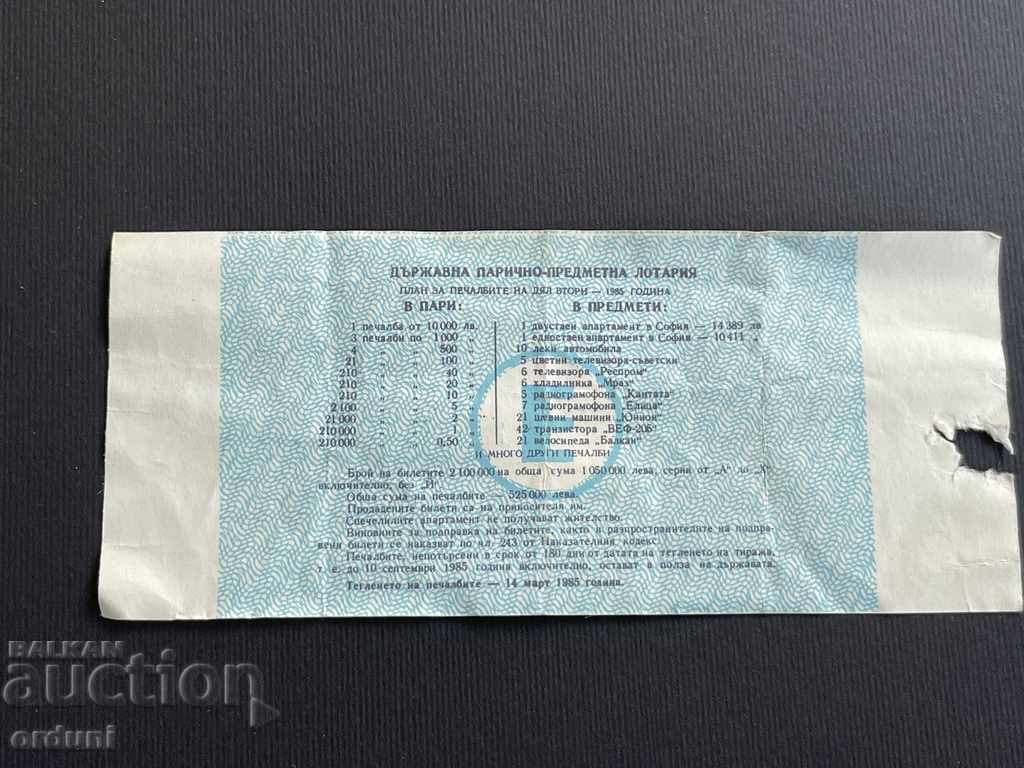 ДЪРЖАВНА ПАРИЧНО-ПРЕДМЕТНА ЛОТАРИЯ
ПЛАН ЗА ПЕЧАЛБИТЕ НА ДЯЛ ВТОРИ — 1985 ГОДИНА
В ПАРИ:
1 печалба от 10 000 лв.
3 печалби по 1 000 „
4 „ „ 500 „
21 „ „ 100 „
210 „ „ 40 „
210 „ „ 20 „
210 „ „ 10 „
2 100 „ „ 5 „
21 000 „ „ 2 „
210 000 „ „ 1 „
210 000 „ „ 0,50 „
В ПРЕДМЕТИ:
1 двустаен апартамент в София — 14 389 лв
1 едностаен апартамент в София — 10 411 „
10 леки автомобила
5 цветни телевизора-съветски
6 телевизора „Респром“
6 хладилника „Мраз“
5 радиограмофона „Кантата“
7 радиограмофона „Елица“
21 шевни машини „Юнион“
42 транзистора „ВЕФ-206“
21 велосипеда „Балкан“
И МНОГО ДРУГИ ПЕЧАЛБИ
Брой на билетите 2 100 000 на обща сума 1 050 000 лева, серии от „А“ до „Х“
включително, без „Й“.
Обща сума на печалбите — 525 000 лева.
Продадените билети са на приносителя им.
Спечелилите апартамент не получават жителство.
Виновните за подправка на билетите, както и разпространителите на подправени
билети се наказват по чл. 243 от Наказателния кодекс.
Печалбите, непотърсени в срок от 180 дни от датата на тегленето на тиража,
т. е. до 10 септември 1985 година включително, остават в полза на държавата.
Тегленето на печалбите — 14 март 1985 година.
BALKAN
auction
orduni